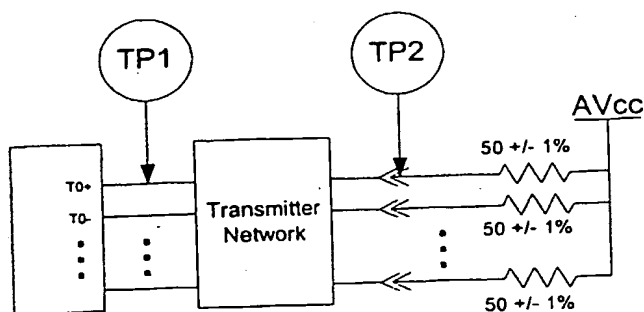 TP1
TP2
AVcc
50 +/- 1%
T0+
T0-
Transmitter
Network
50 +/- 1%
50 +/- 1%